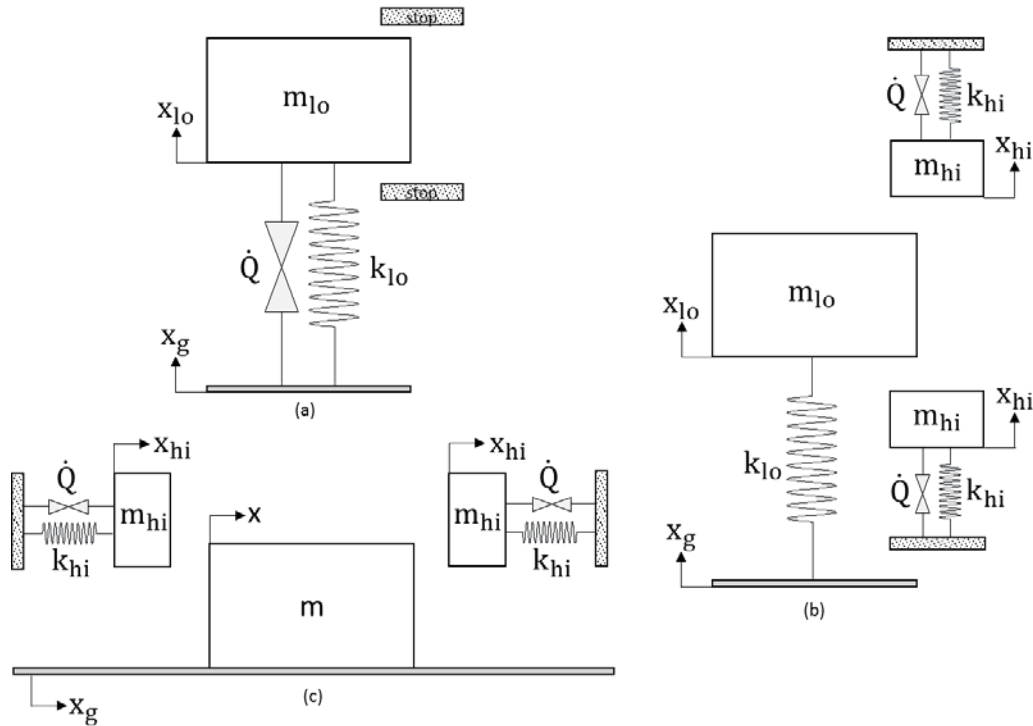 stop
m_lo
x_lo
stop
Q̇
k_lo
x_g
(a)
Q̇
k_hi
m_hi
x_hi
m_lo
x_lo
m_hi
x_hi
k_lo
Q̇
k_hi
x_g
(b)
x_hi
Q̇
m_hi
k_hi
x
m
x_hi
Q̇
m_hi
k_hi
x_g
(c)